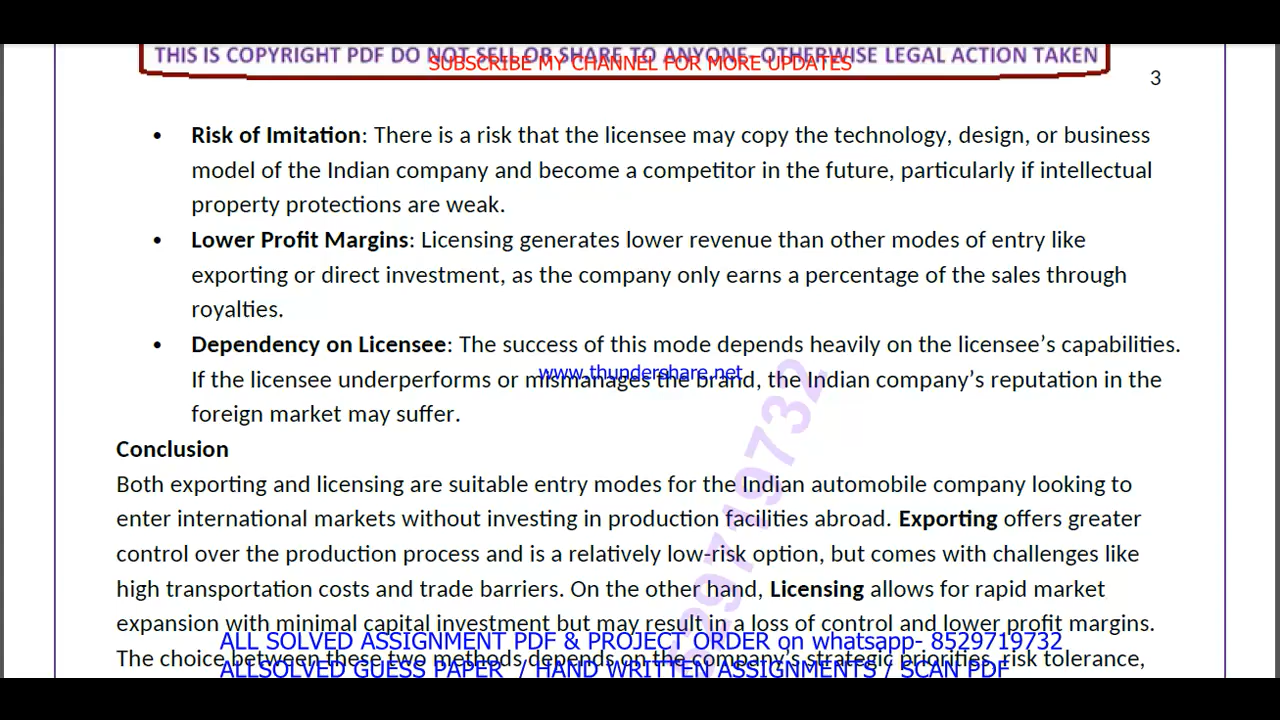 THIS IS COPYRIGHT PDF DO NOT SELL OR SHARE TO ANYONE- OTHERWISE LEGAL ACTION TAKEN
SUBSCRIBE MY CHANNEL FOR MORE UPDATES
3
• Risk of Imitation: There is a risk that the licensee may copy the technology, design, or business
model of the Indian company and become a competitor in the future, particularly if intellectual
property protections are weak.
• Lower Profit Margins: Licensing generates lower revenue than other modes of entry like
exporting or direct investment, as the company only earns a percentage of the sales through
royalties.
• Dependency on Licensee: The success of this mode depends heavily on the licensee’s capabilities.
www.thundershare.net
If the licensee underperforms or mismanages the brand, the Indian company’s reputation in the
foreign market may suffer.
Conclusion
Both exporting and licensing are suitable entry modes for the Indian automobile company looking to
enter international markets without investing in production facilities abroad. Exporting offers greater
control over the production process and is a relatively low-risk option, but comes with challenges like
high transportation costs and trade barriers. On the other hand, Licensing allows for rapid market
expansion with minimal capital investment but may result in a loss of control and lower profit margins.
ALL SOLVED ASSIGNMENT PDF & PROJECT ORDER on whatsapp- 8529719732
The choice between these two methods depends on the company’s strategic priorities, risk tolerance,
ALLSOLVED GUESS PAPER / HAND WRITTEN ASSIGNMENTS / SCAN PDF
8529719732